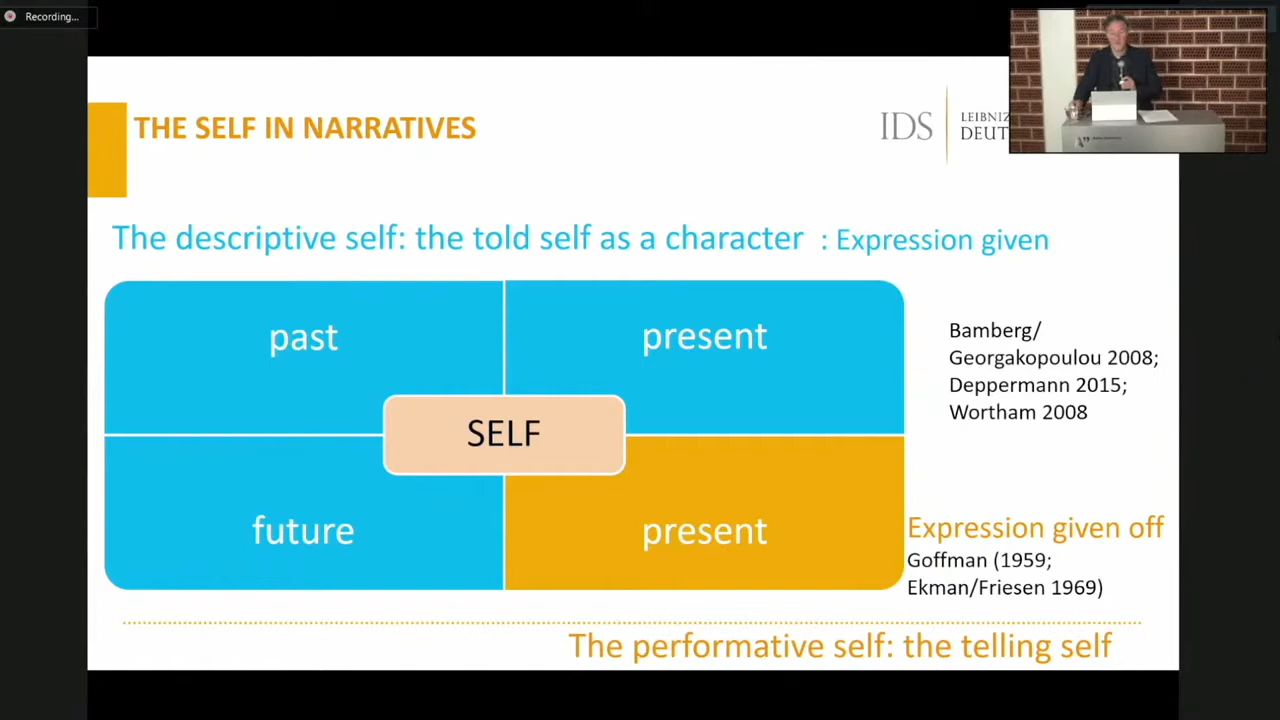 Recording...
THE SELF IN NARRATIVES
IDS
LEIBNIZ
DEUT
The descriptive self: the told self as a character : Expression given
past
present
Bamberg/
Georgakopoulou 2008;
Deppermann 2015;
Wortham 2008
SELF
future
present
Expression given off
Goffman (1959;
Ekman/Friesen 1969)
The performative self: the telling self